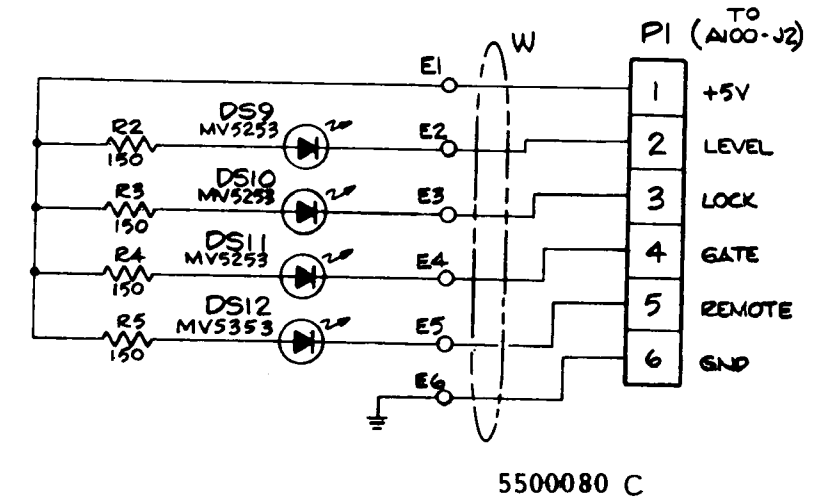 P1 (TO A100-J2)
W
E1
1 +5V
R2
150
DS9
MV5253
E2
2 LEVEL
R3
150
DS10
MV5253
E3
3 LOCK
R4
150
DS11
MV5253
E4
4 GATE
R5
150
DS12
MV5353
E5
5 REMOTE
E6
6 GND
5500080 C